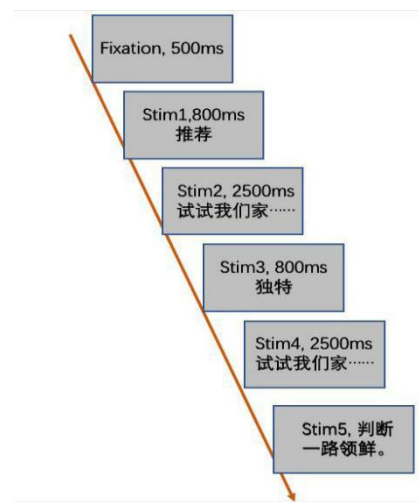 Fixation, 500ms
Stim1,800ms
推荐
Stim2, 2500ms
试试我们家……
Stim3, 800ms
独特
Stim4, 2500ms
试试我们家……
Stim5, 判断
一路领鲜。